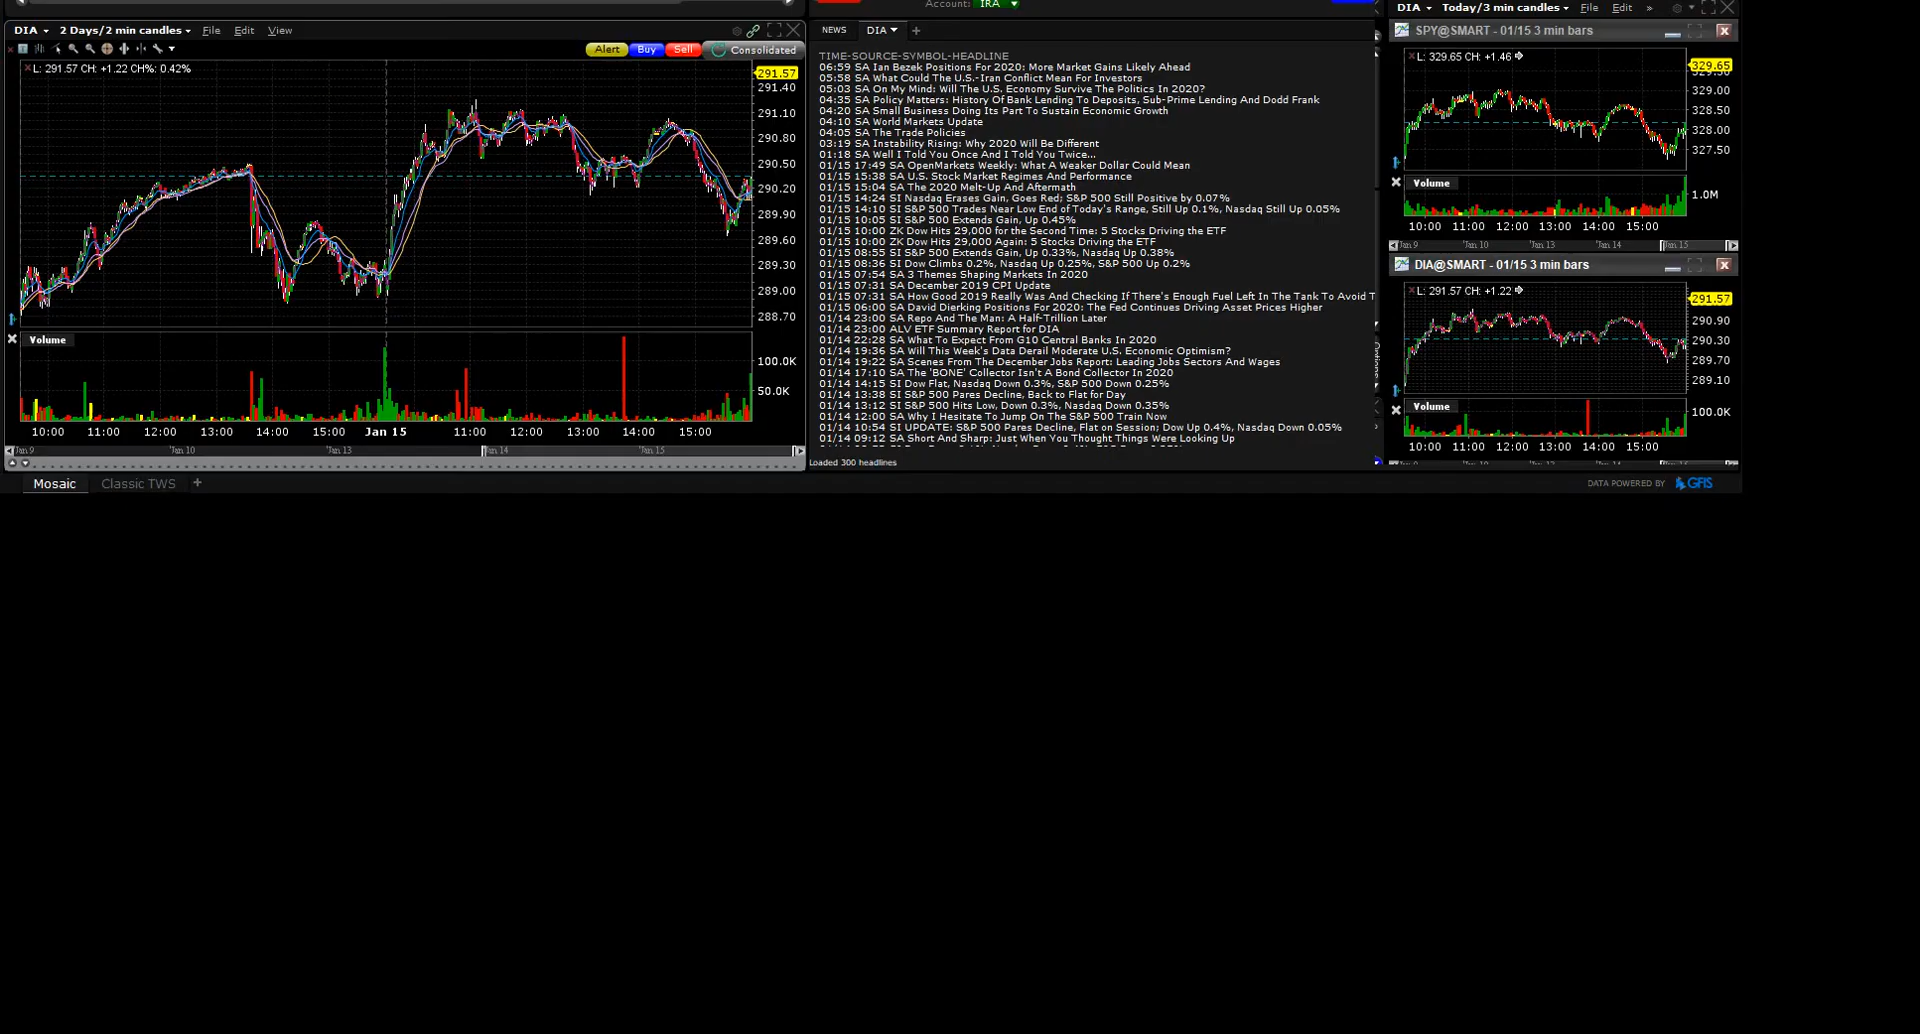 Account: IRA
DIA 2 Days/2 min candles File Edit View
Alert Buy Sell Consolidated
L: 291.57 CH: +1.22 CH%: 0.42%
291.57
291.40
291.10
290.80
290.50
290.20
289.90
289.60
289.30
289.00
288.70
Volume
100.0K
50.0K
10:00 11:00 12:00 13:00 14:00 15:00 Jan 15 11:00 12:00 13:00 14:00 15:00
Jan 9 Jan 10 Jan 13 Jan 14 Jan 15
NEWS DIA +
TIME-SOURCE-SYMBOL-HEADLINE
06:59 SA Ian Bezek Positions For 2020: More Market Gains Likely Ahead
05:58 SA What Could The U.S.-Iran Conflict Mean For Investors
05:03 SA On My Mind: Will The U.S. Economy Survive The Politics In 2020?
04:35 SA Policy Matters: History Of Bank Lending To Deposits, Sub-Prime Lending And Dodd Frank
04:20 SA Small Business Doing Its Part To Sustain Economic Growth
04:10 SA World Markets Update
04:05 SA The Trade Policies
03:19 SA Instability Rising: Why 2020 Will Be Different
01:18 SA Well I Told You Once And I Told You Twice...
01/15 17:49 SA OpenMarkets Weekly: What A Weaker Dollar Could Mean
01/15 15:38 SA U.S. Stock Market Regimes And Performance
01/15 15:04 SA The 2020 Melt-Up And Aftermath
01/15 14:24 SI Nasdaq Erases Gain, Goes Red; S&P 500 Still Positive by 0.07%
01/15 14:10 SI S&P 500 Trades Near Low End of Today's Range, Still Up 0.1%, Nasdaq Still Up 0.05%
01/15 10:05 SI S&P 500 Extends Gain, Up 0.45%
01/15 10:00 ZK Dow Hits 29,000 for the Second Time: 5 Stocks Driving the ETF
01/15 10:00 ZK Dow Hits 29,000 Again: 5 Stocks Driving the ETF
01/15 08:55 SI S&P 500 Extends Gain, Up 0.33%, Nasdaq Up 0.38%
01/15 08:36 SI Dow Climbs 0.2%, Nasdaq Up 0.25%, S&P 500 Up 0.2%
01/15 07:54 SA 3 Themes Shaping Markets In 2020
01/15 07:31 SA December 2019 CPI Update
01/15 07:31 SA How Good 2019 Really Was And Checking If There's Enough Fuel Left In The Tank To Avoid T
01/15 06:00 SA David Dierking Positions For 2020: The Fed Continues Driving Asset Prices Higher
01/14 23:00 SA Repo And The Man: A Half-Trillion Later
01/14 23:00 ALV ETF Summary Report for DIA
01/14 22:28 SA What To Expect From G10 Central Banks In 2020
01/14 19:36 SA Will This Week's Data Derail Moderate U.S. Economic Optimism?
01/14 19:22 SA Scenes From The December Jobs Report: Leading Jobs Sectors And Wages
01/14 17:10 SA The 'BONE' Collector Isn't A Bond Collector In 2020
01/14 14:15 SI Dow Flat, Nasdaq Down 0.3%, S&P 500 Down 0.25%
01/14 13:38 SI S&P 500 Pares Decline, Back to Flat for Day
01/14 13:12 SI S&P 500 Hits Low, Down 0.3%, Nasdaq Down 0.35%
01/14 12:00 SA Why I Hesitate To Jump On The S&P 500 Train Now
01/14 10:54 SI UPDATE: S&P 500 Pares Decline, Flat on Session; Dow Up 0.4%, Nasdaq Down 0.05%
01/14 09:12 SA Short And Sharp: Just When You Thought Things Were Looking Up
Loaded 300 headlines
DIA Today/3 min candles File Edit »
SPY@SMART - 01/15 3 min bars
L: 329.65 CH: +1.46
329.65
329.00
328.50
328.00
327.50
Volume
1.0M
10:00 11:00 12:00 13:00 14:00 15:00
Jan 9 Jan 10 Jan 13 Jan 14 Jan 15
DIA@SMART - 01/15 3 min bars
L: 291.57 CH: +1.22
291.57
290.90
290.30
289.70
289.10
Volume
100.0K
10:00 11:00 12:00 13:00 14:00 15:00
Mosaic Classic TWS +
DATA POWERED BY GFIS